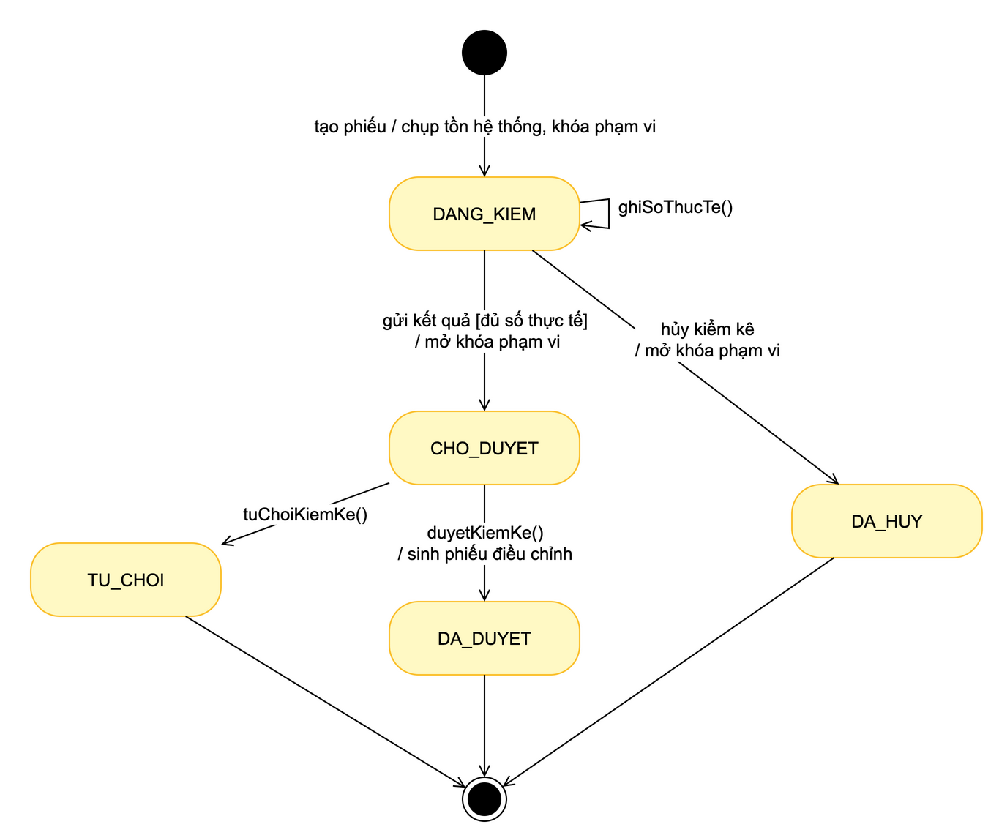 tạo phiếu / chụp tồn hệ thống, khóa phạm vi
DANG_KIEM
ghiSoThucTe()
gửi kết quả [đủ số thực tế]
/ mở khóa phạm vi
hủy kiểm kê
/ mở khóa phạm vi
CHO_DUYET
tuChoiKiemKe()
duyetKiemKe()
/ sinh phiếu điều chỉnh
DA_HUY
TU_CHOI
DA_DUYET